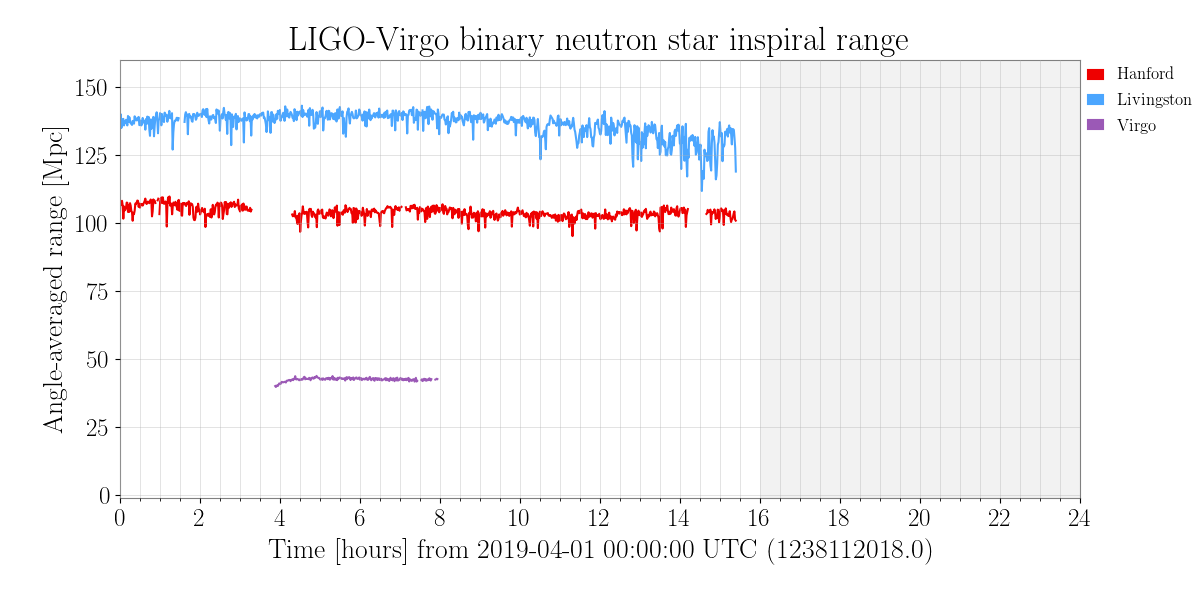 LIGO-Virgo binary neutron star inspiral range
Hanford
Livingston
Virgo
Angle-averaged range [Mpc]
150
125
100
75
50
25
0
0 2 4 6 8 10 12 14 16 18 20 22 24
Time [hours] from 2019-04-01 00:00:00 UTC (1238112018.0)